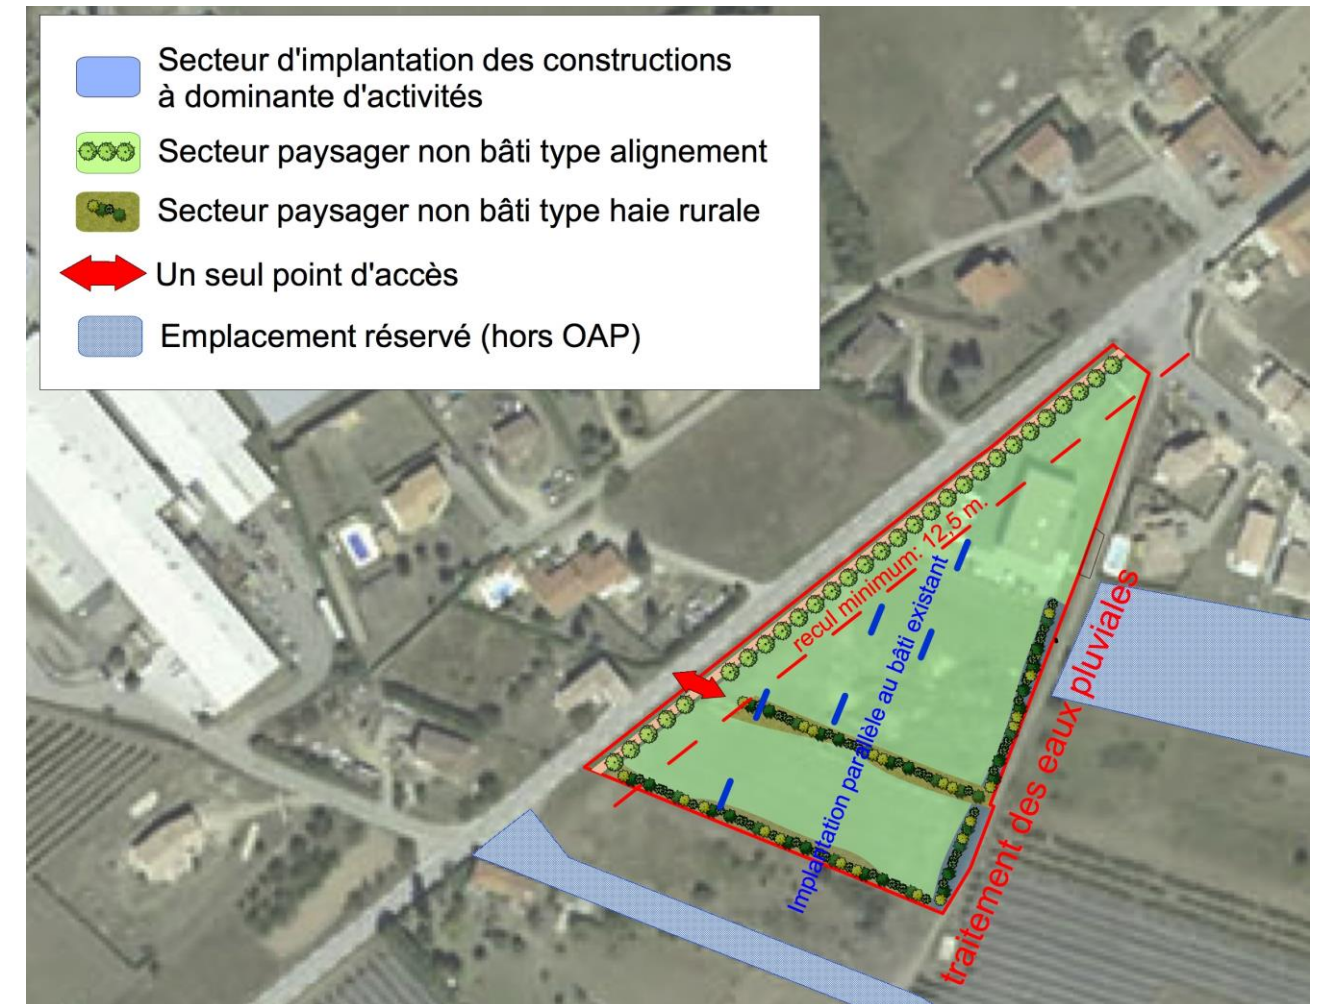 Secteur d'implantation des constructions
à dominante d'activités
Secteur paysager non bâti type alignement
Secteur paysager non bâti type haie rurale
Un seul point d'accès
Emplacement réservé (hors OAP)
recul minimum: 12,5 m.
Implantation parallèle au bâti existant
traitement des eaux pluviales